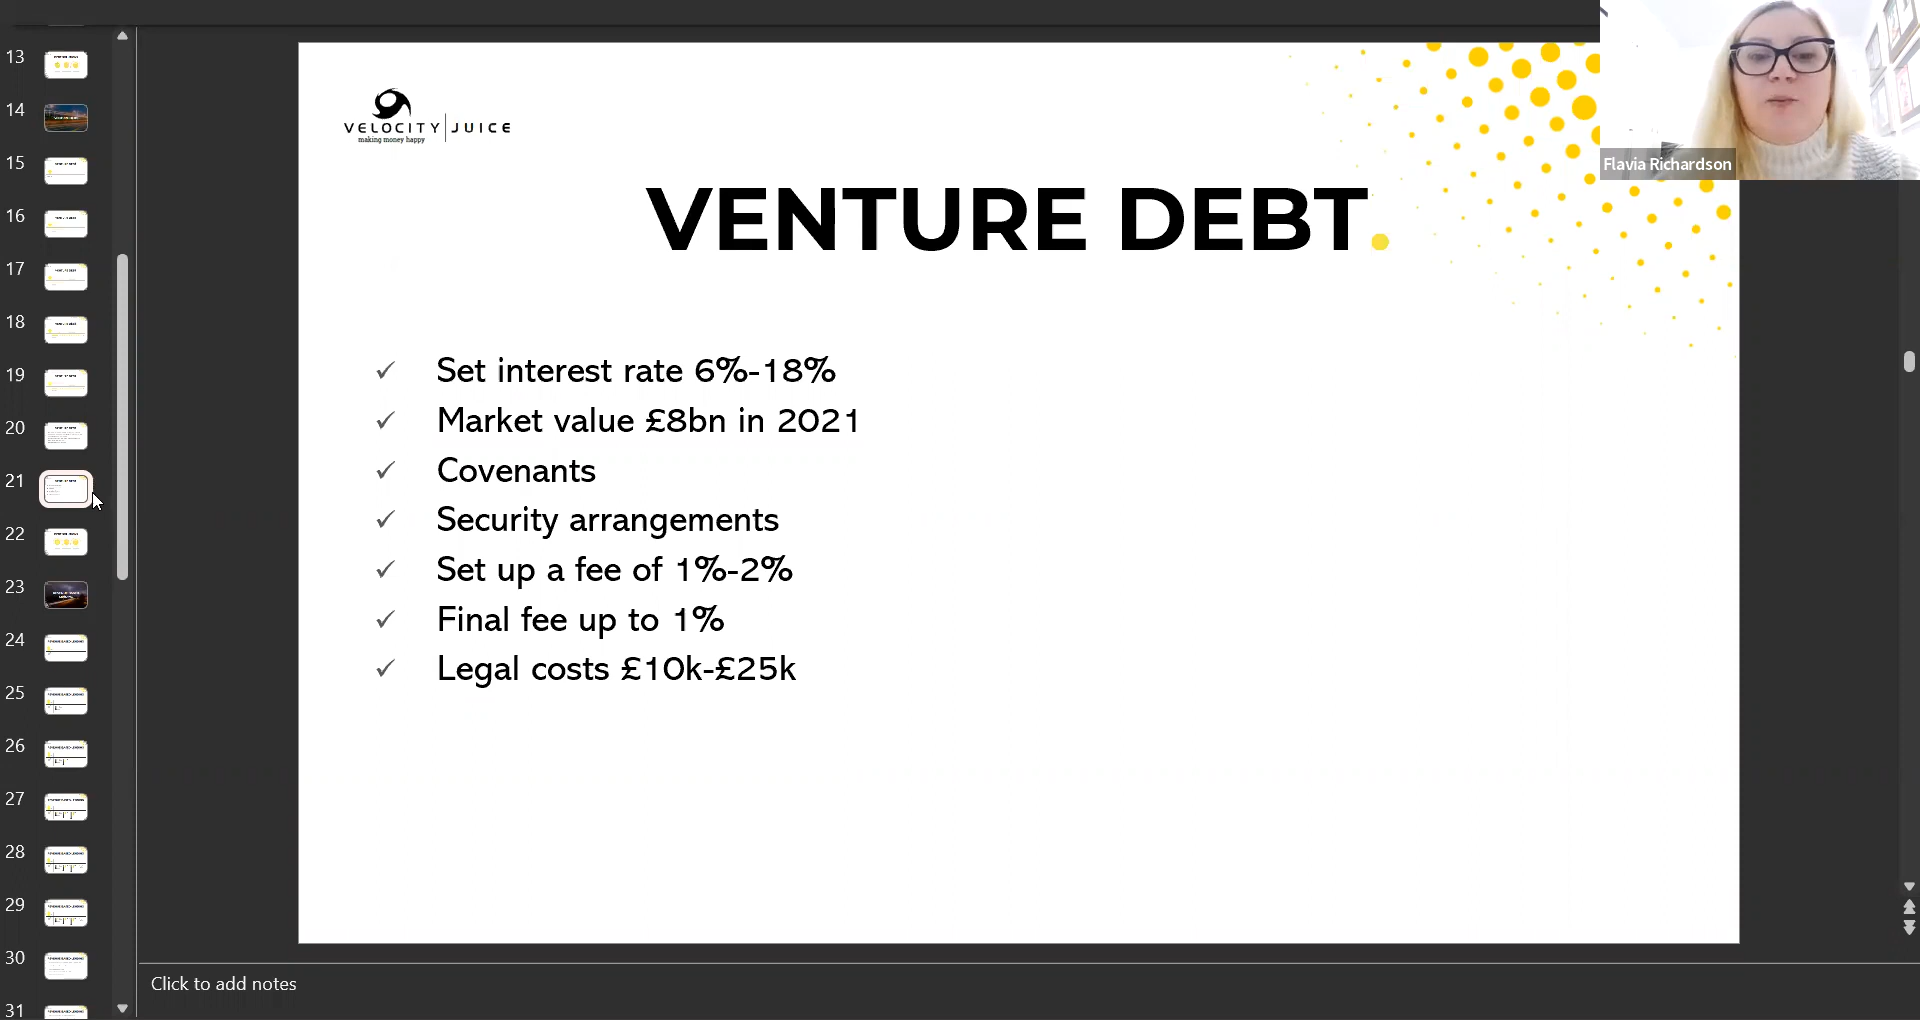 13
14
15
16
17
18
19
20
21
22
23
24
25
26
27
28
29
30
31
VELOCITY JUICE
making money happy
VENTURE DEBT.
✓ Set interest rate 6%-18%
✓ Market value £8bn in 2021
✓ Covenants
✓ Security arrangements
✓ Set up a fee of 1%-2%
✓ Final fee up to 1%
✓ Legal costs £10k-£25k
Click to add notes
Flavia Richardson